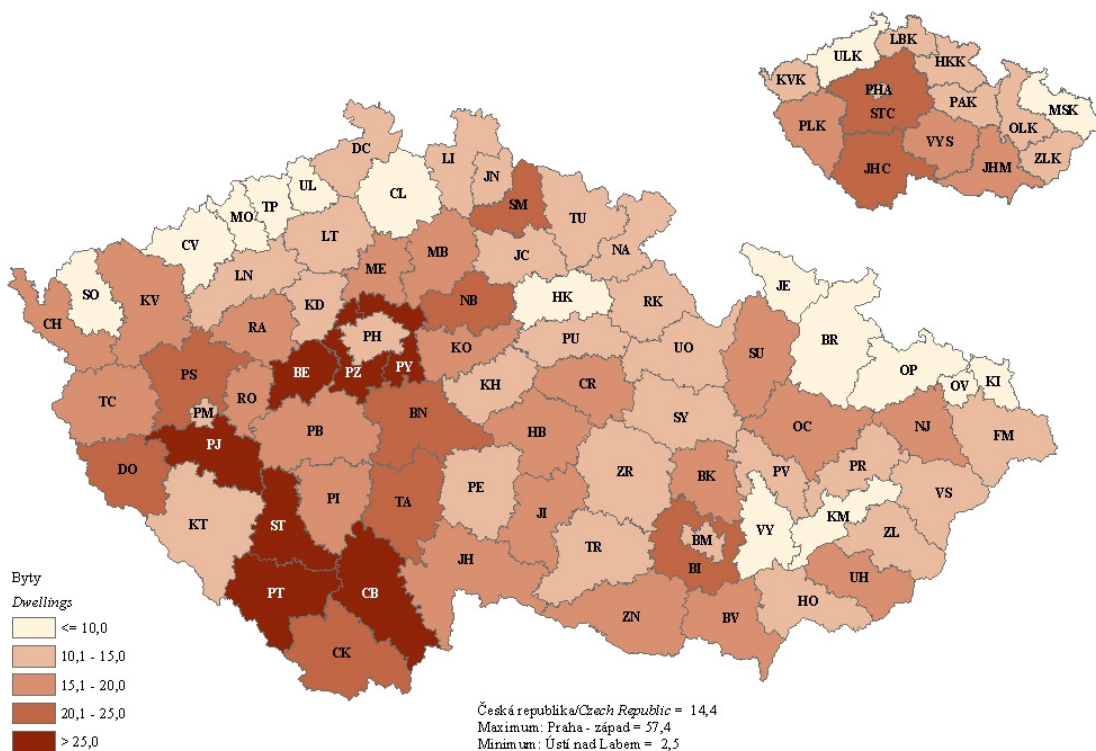 ULK
LBK
HKK
KVK
PHA
STC
PAK
MSK
PLK
OLK
VYS
ZLK
JHC
JHM
DC
LI
JN
UL
CL
TP
MO
SM
TU
CV
LT
MB
JC
NA
ME
LN
JE
SO
KV
KD
NB
HK
RK
CH
RA
PH
PU
BR
KO
UO
SU
OP
PS
BE
PZ
PY
OV
KI
TC
RO
KH
CR
PM
BN
SY
OC
NJ
FM
PJ
PB
HB
DO
ZR
BK
PV
PR
PE
VS
KT
PI
TA
ST
JI
BM
VY
KM
ZL
TR
BI
JH
UH
PT
CB
HO
ZN
BV
CK
Byty
Dwellings
<= 10,0
10,1 - 15,0
15,1 - 20,0
20,1 - 25,0
> 25,0
Česká republika/Czech Republic = 14,4
Maximum: Praha - západ = 57,4
Minimum: Ústí nad Labem = 2,5